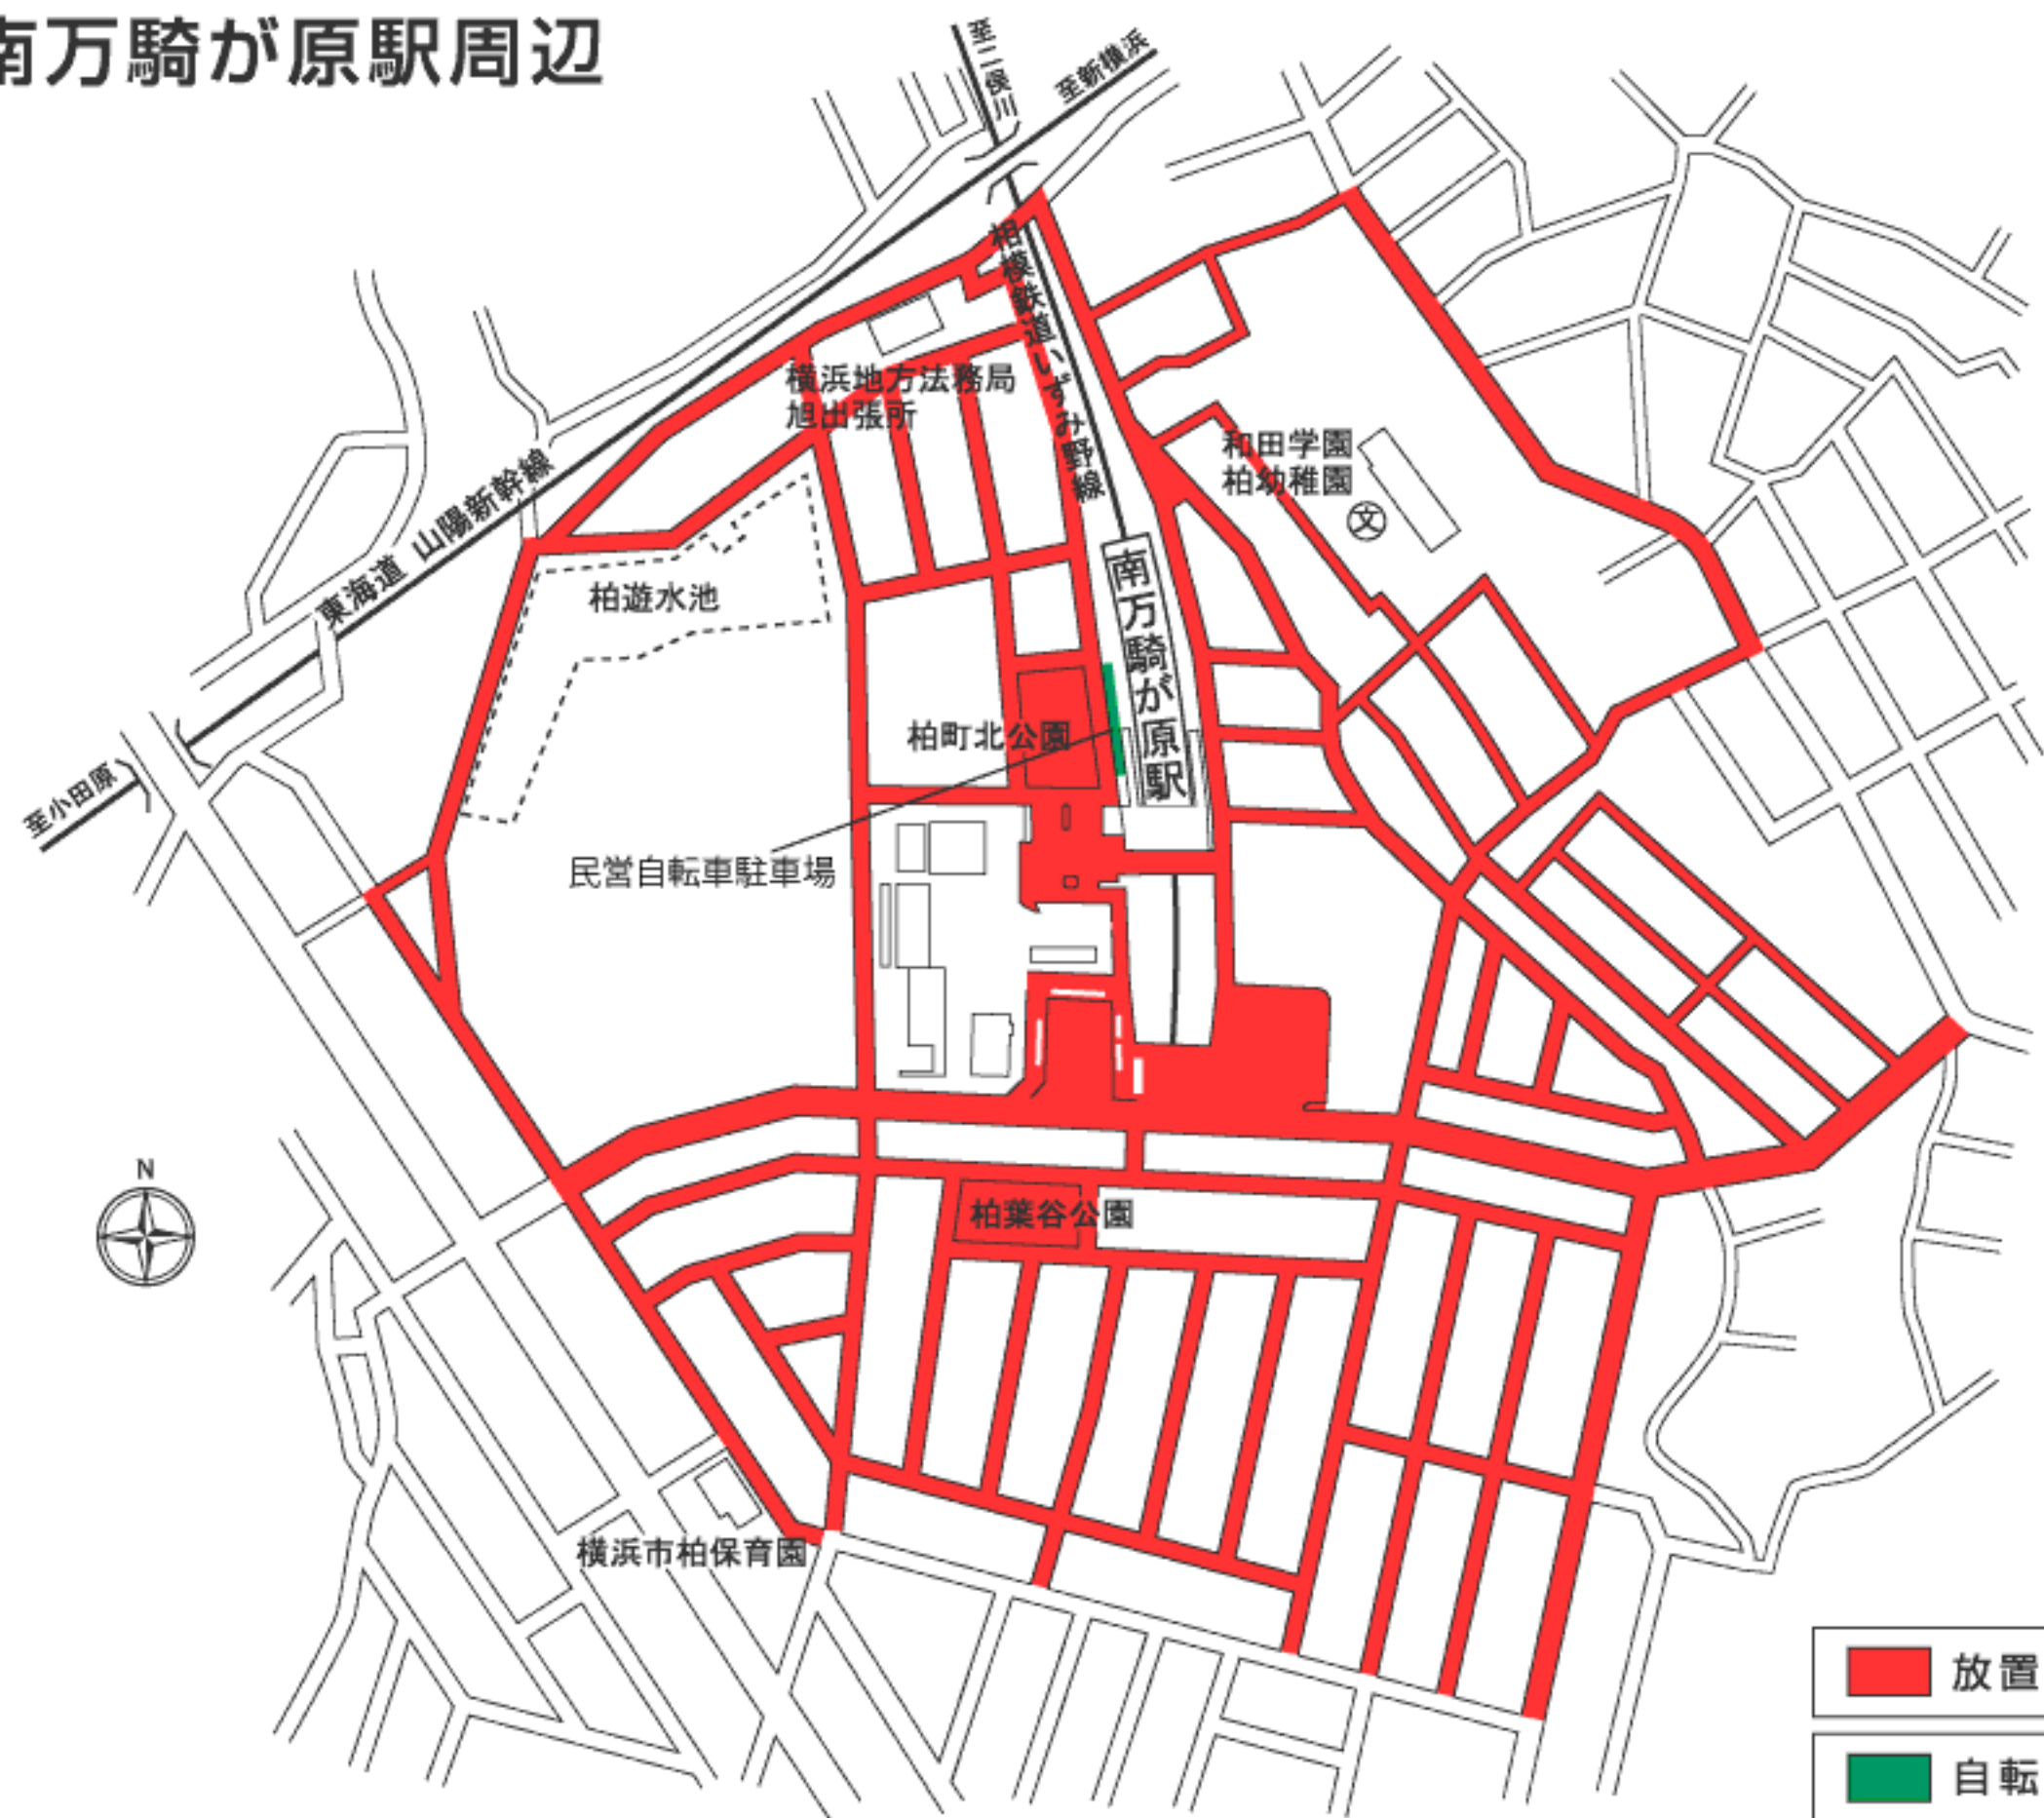 南万騎が原駅周辺
至二俣川
至新横浜
相模鉄道いずみ野線
横浜地方法務局
旭出張所
和田学園
柏幼稚園
文
東海道 山陽新幹線
柏遊水池
南万騎が原駅
柏町北公園
至小田原
民営自転車駐車場
N
柏葉谷公園
横浜市柏保育園
放置
自転